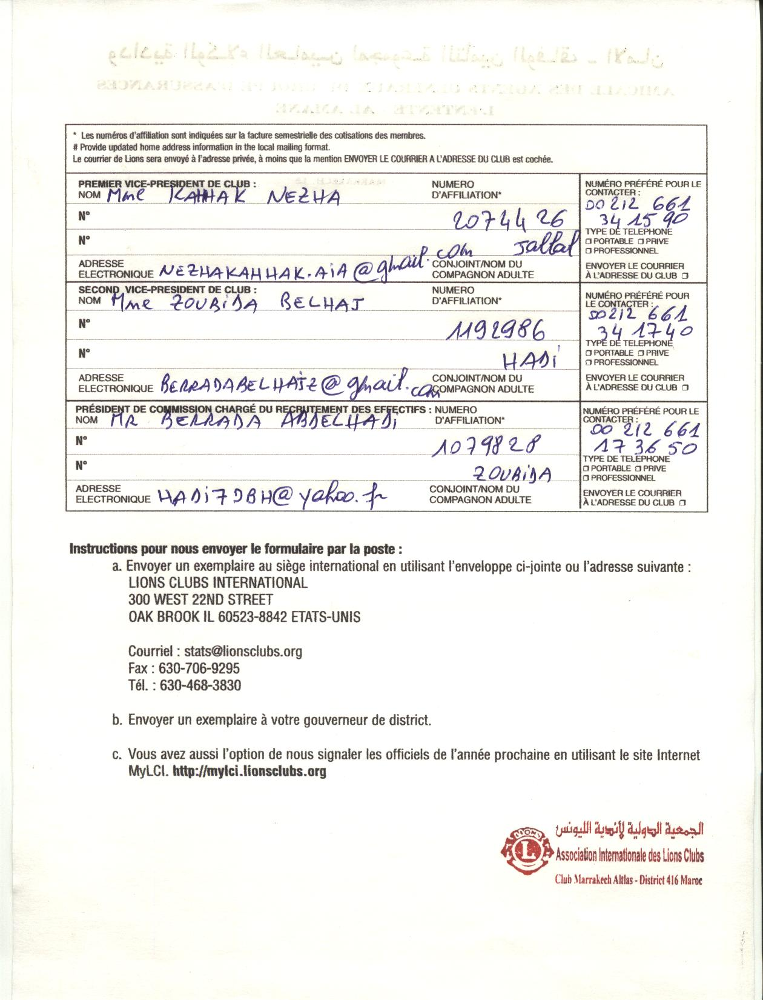 * Les numéros d'affiliation sont indiquées sur la facture semestrielle des cotisations des membres.
# Provide updated home address information in the local mailing format.
Le courrier de Lions sera envoyé à l'adresse privée, à moins que la mention ENVOYER LE COURRIER A L'ADRESSE DU CLUB est cochée.
PREMIER VICE-PRESIDENT DE CLUB :
NOM Mme KAHHAK NEZHA
NUMERO
D'AFFILIATION*
NUMÉRO PRÉFÉRÉ POUR LE
CONTACTER :
00 212 661
34 15 90
N°
2074426
N°
Jallal
TYPE DE TELEPHONE
❐ PORTABLE ❐ PRIVE
❐ PROFESSIONNEL
ADRESSE
ELECTRONIQUE NEZHAKAHHAK.AIA@gmail.com
CONJOINT/NOM DU
COMPAGNON ADULTE
ENVOYER LE COURRIER
À L'ADRESSE DU CLUB ❐
SECOND VICE-PRESIDENT DE CLUB :
NOM Mme ZOUBIDA BELHAJ
NUMERO
D'AFFILIATION*
NUMÉRO PRÉFÉRÉ POUR
LE CONTACTER :
00212 661
34 1740
N°
1192986
N°
HADI
TYPE DE TELEPHONE
❐ PORTABLE ❐ PRIVE
❐ PROFESSIONNEL
ADRESSE
ELECTRONIQUE BERRADABELHAJZ@gmail.com
CONJOINT/NOM DU
COMPAGNON ADULTE
ENVOYER LE COURRIER
À L'ADRESSE DU CLUB ❐
PRÉSIDENT DE COMMISSION CHARGÉ DU RECRUTEMENT DES EFFECTIFS :
NOM MR BERRADA ABDELHADI
NUMERO
D'AFFILIATION*
NUMÉRO PRÉFÉRÉ POUR LE
CONTACTER :
00 212 661
17 36 50
N°
1079828
N°
ZOUBIDA
TYPE DE TELEPHONE
❐ PORTABLE ❐ PRIVE
❐ PROFESSIONNEL
ADRESSE
ELECTRONIQUE HADI7DBH@yahoo.fr
CONJOINT/NOM DU
COMPAGNON ADULTE
ENVOYER LE COURRIER
À L'ADRESSE DU CLUB ❐
Instructions pour nous envoyer le formulaire par la poste :
a. Envoyer un exemplaire au siège international en utilisant l'enveloppe ci-jointe ou l'adresse suivante :
LIONS CLUBS INTERNATIONAL
300 WEST 22ND STREET
OAK BROOK IL 60523-8842 ETATS-UNIS
Courriel : stats@lionsclubs.org
Fax : 630-706-9295
Tél. : 630-468-3830
b. Envoyer un exemplaire à votre gouverneur de district.
c. Vous avez aussi l'option de nous signaler les officiels de l'année prochaine en utilisant le site Internet
MyLCI. http://mylci.lionsclubs.org
LIONS
L
الجمعية الدولية لأندية الليونس
Association Internationale des Lions Clubs
Club Marrakech Altlas - District 416 Maroc